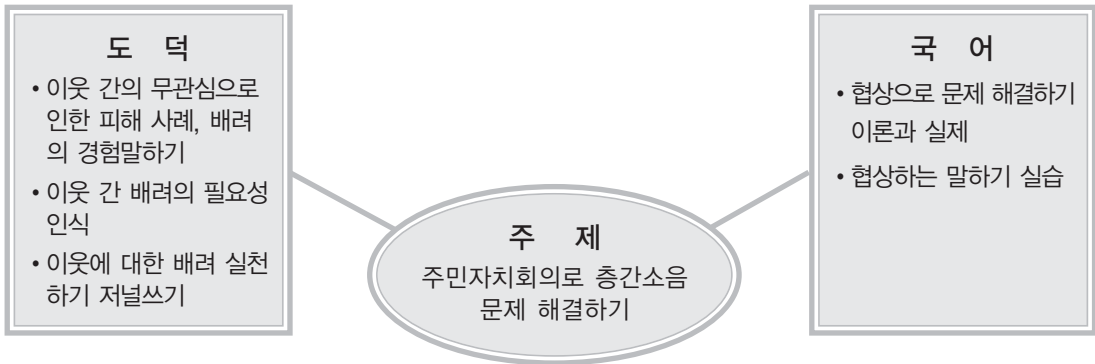 도 덕
• 이웃 간의 무관심으로
인한 피해 사례, 배려
의 경험말하기
• 이웃 간 배려의 필요성
인식
• 이웃에 대한 배려 실천
하기 저널쓰기
주 제
주민자치회의로 층간소음
문제 해결하기
국 어
• 협상으로 문제 해결하기
이론과 실제
• 협상하는 말하기 실습